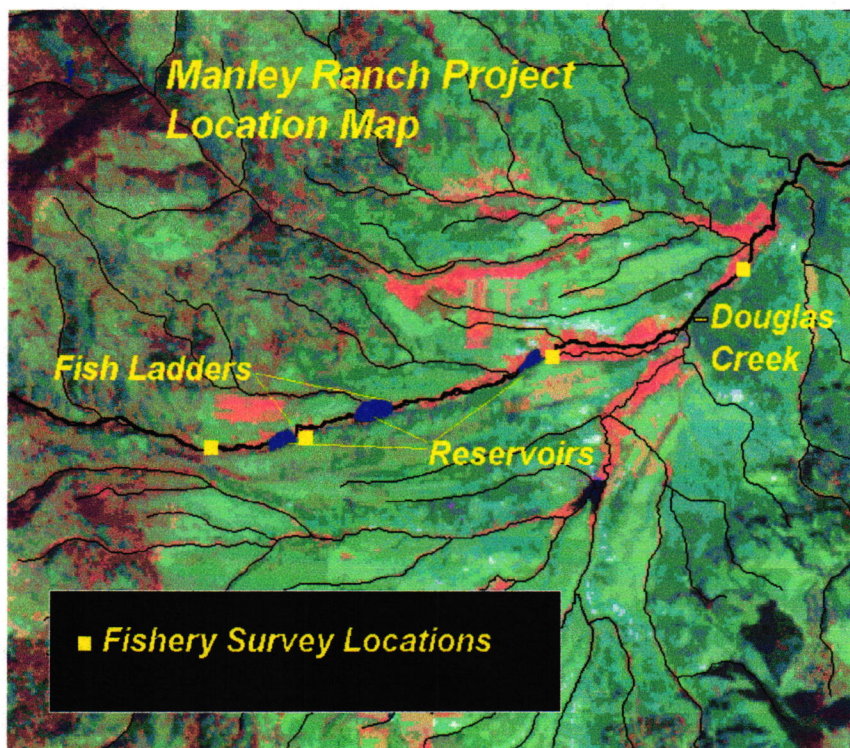 Manley Ranch Project
Location Map
Douglas
Creek
Fish Ladders
Reservoirs
Fishery Survey Locations